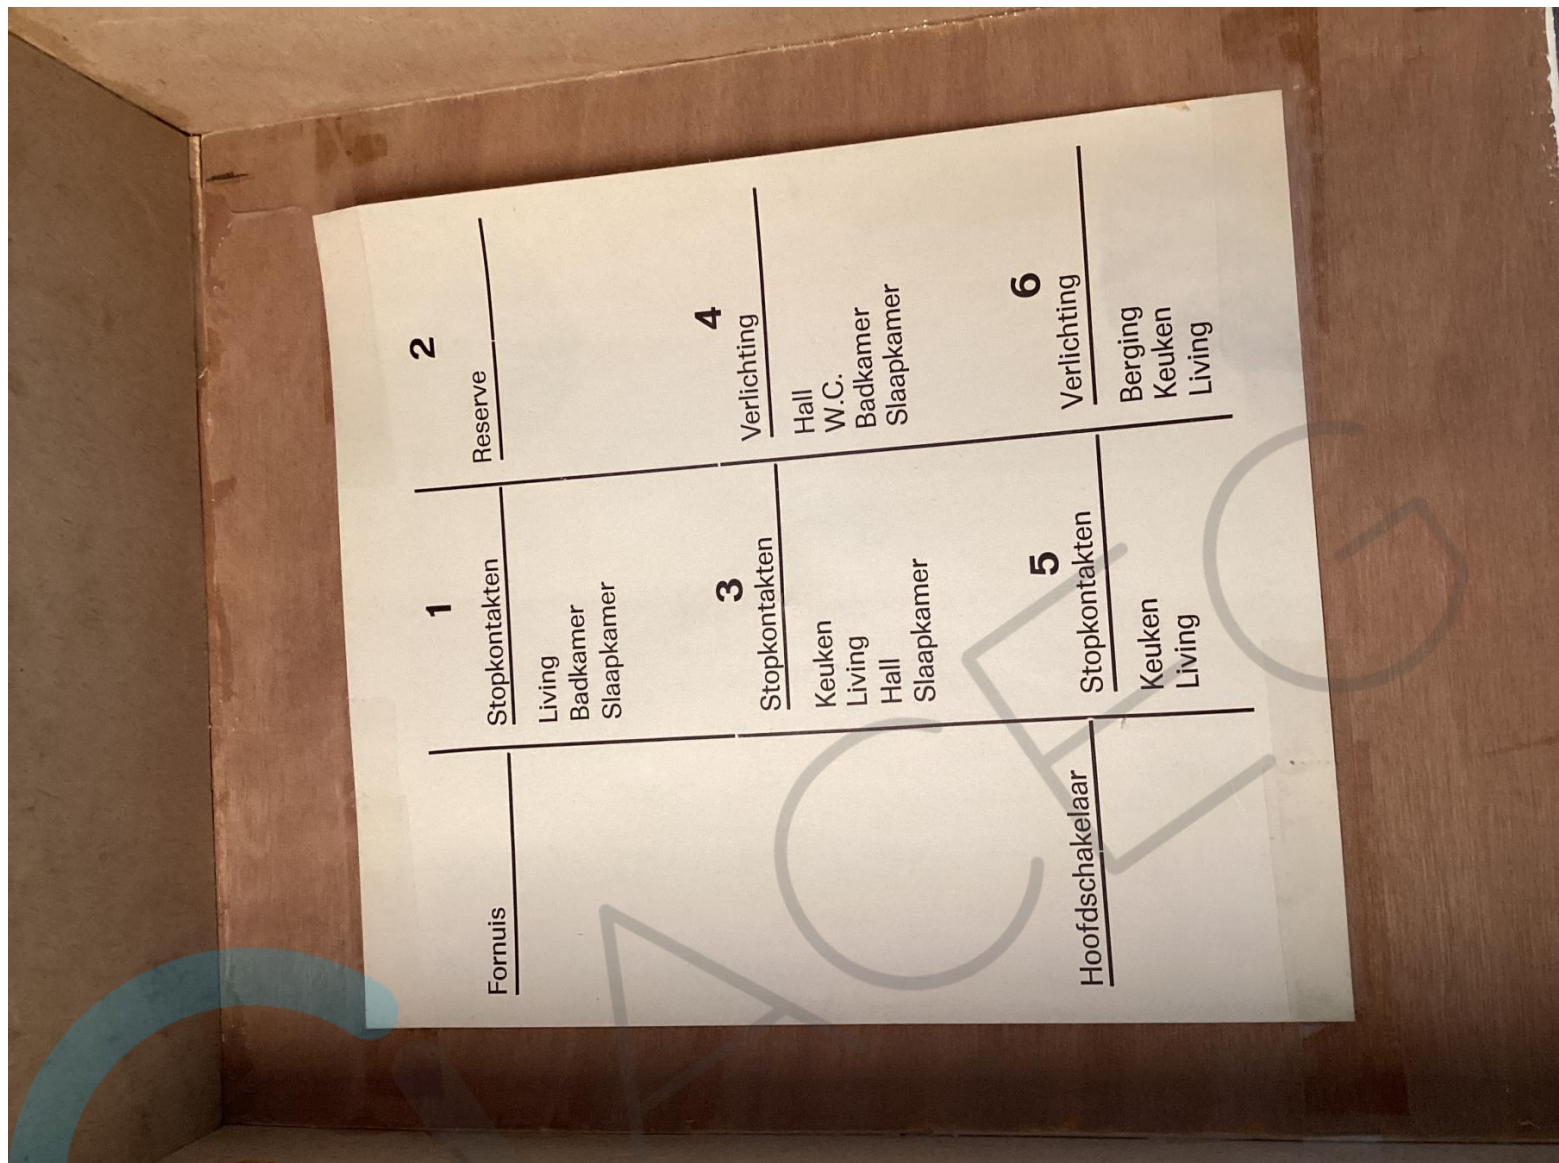 Fornuis
1
Stopkontakten
Living
Badkamer
Slaapkamer
2
Reserve
3
Stopkontakten
Keuken
Living
Hall
Slaapkamer
4
Verlichting
Hall
W.C.
Badkamer
Slaapkamer
Hoofdschakelaar
5
Stopkontakten
Keuken
Living
6
Verlichting
Berging
Keuken
Living
ACEG